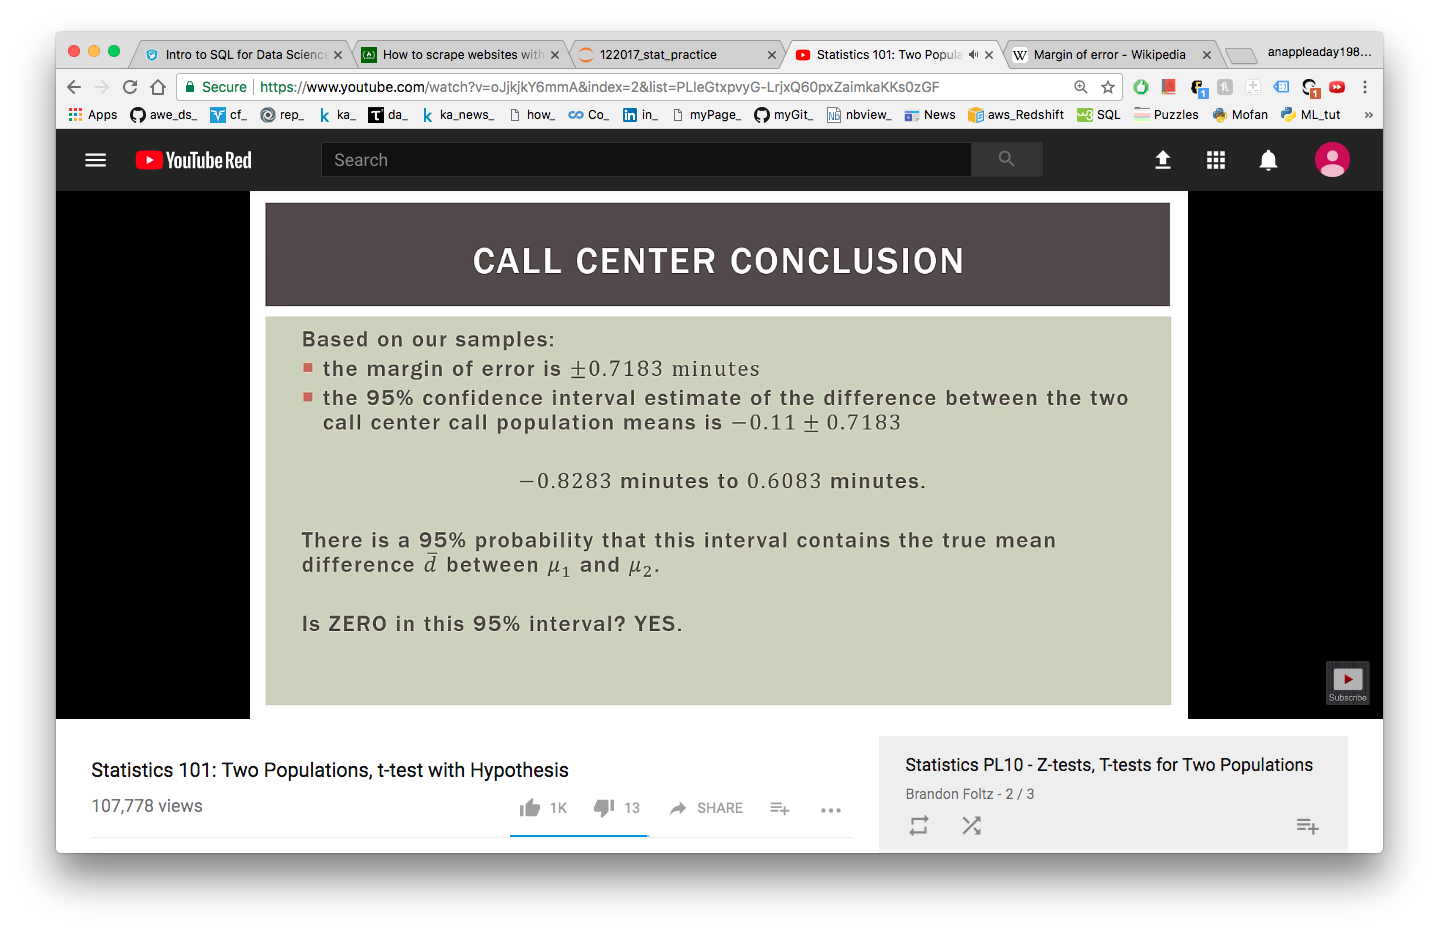 Intro to SQL for Data Science
How to scrape websites with
122017_stat_practice
Statistics 101: Two Popula
Margin of error - Wikipedia
anappleaday198...
Secure
https://www.youtube.com/watch?v=oJjkjkY6mmA&index=2&list=PLIeGtxpvyG-LrjxQ60pxZaimkaKKs0zGF
Apps awe_ds_ cf_ rep_ ka_ da_ ka_news_ how_ Co_ in_ myPage_ myGit_ nbview_ News aws_Redshift SQL Puzzles Mofan ML_tut »
YouTube Red
Search
CALL CENTER CONCLUSION
Based on our samples:
the margin of error is ±0.7183 minutes
the 95% confidence interval estimate of the difference between the two
call center call population means is −0.11 ± 0.7183
−0.8283 minutes to 0.6083 minutes.
There is a 95% probability that this interval contains the true mean
difference d̄ between μ₁ and μ₂.
Is ZERO in this 95% interval? YES.
Subscribe
Statistics 101: Two Populations, t-test with Hypothesis
107,778 views
1K 13 SHARE
Statistics PL10 - Z-tests, T-tests for Two Populations
Brandon Foltz - 2 / 3